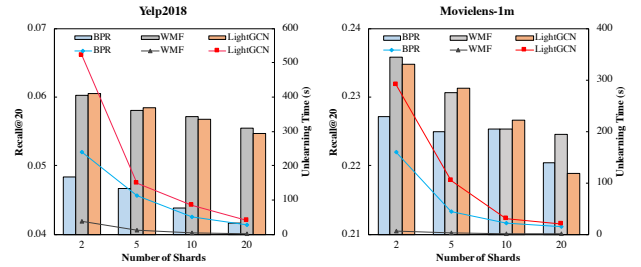 Yelp2018
BPR WMF LightGCN
BPR WMF LightGCN
0.07
0.06
0.05
0.04
Recall@20
600
500
400
300
200
100
0
Unlearning Time (s)
2 5 10 20
Number of Shards
Movielens-1m
BPR WMF LightGCN
BPR WMF LightGCN
0.24
0.23
0.22
0.21
Recall@20
400
300
200
100
0
Unlearning Time (s)
2 5 10 20
Number of Shards